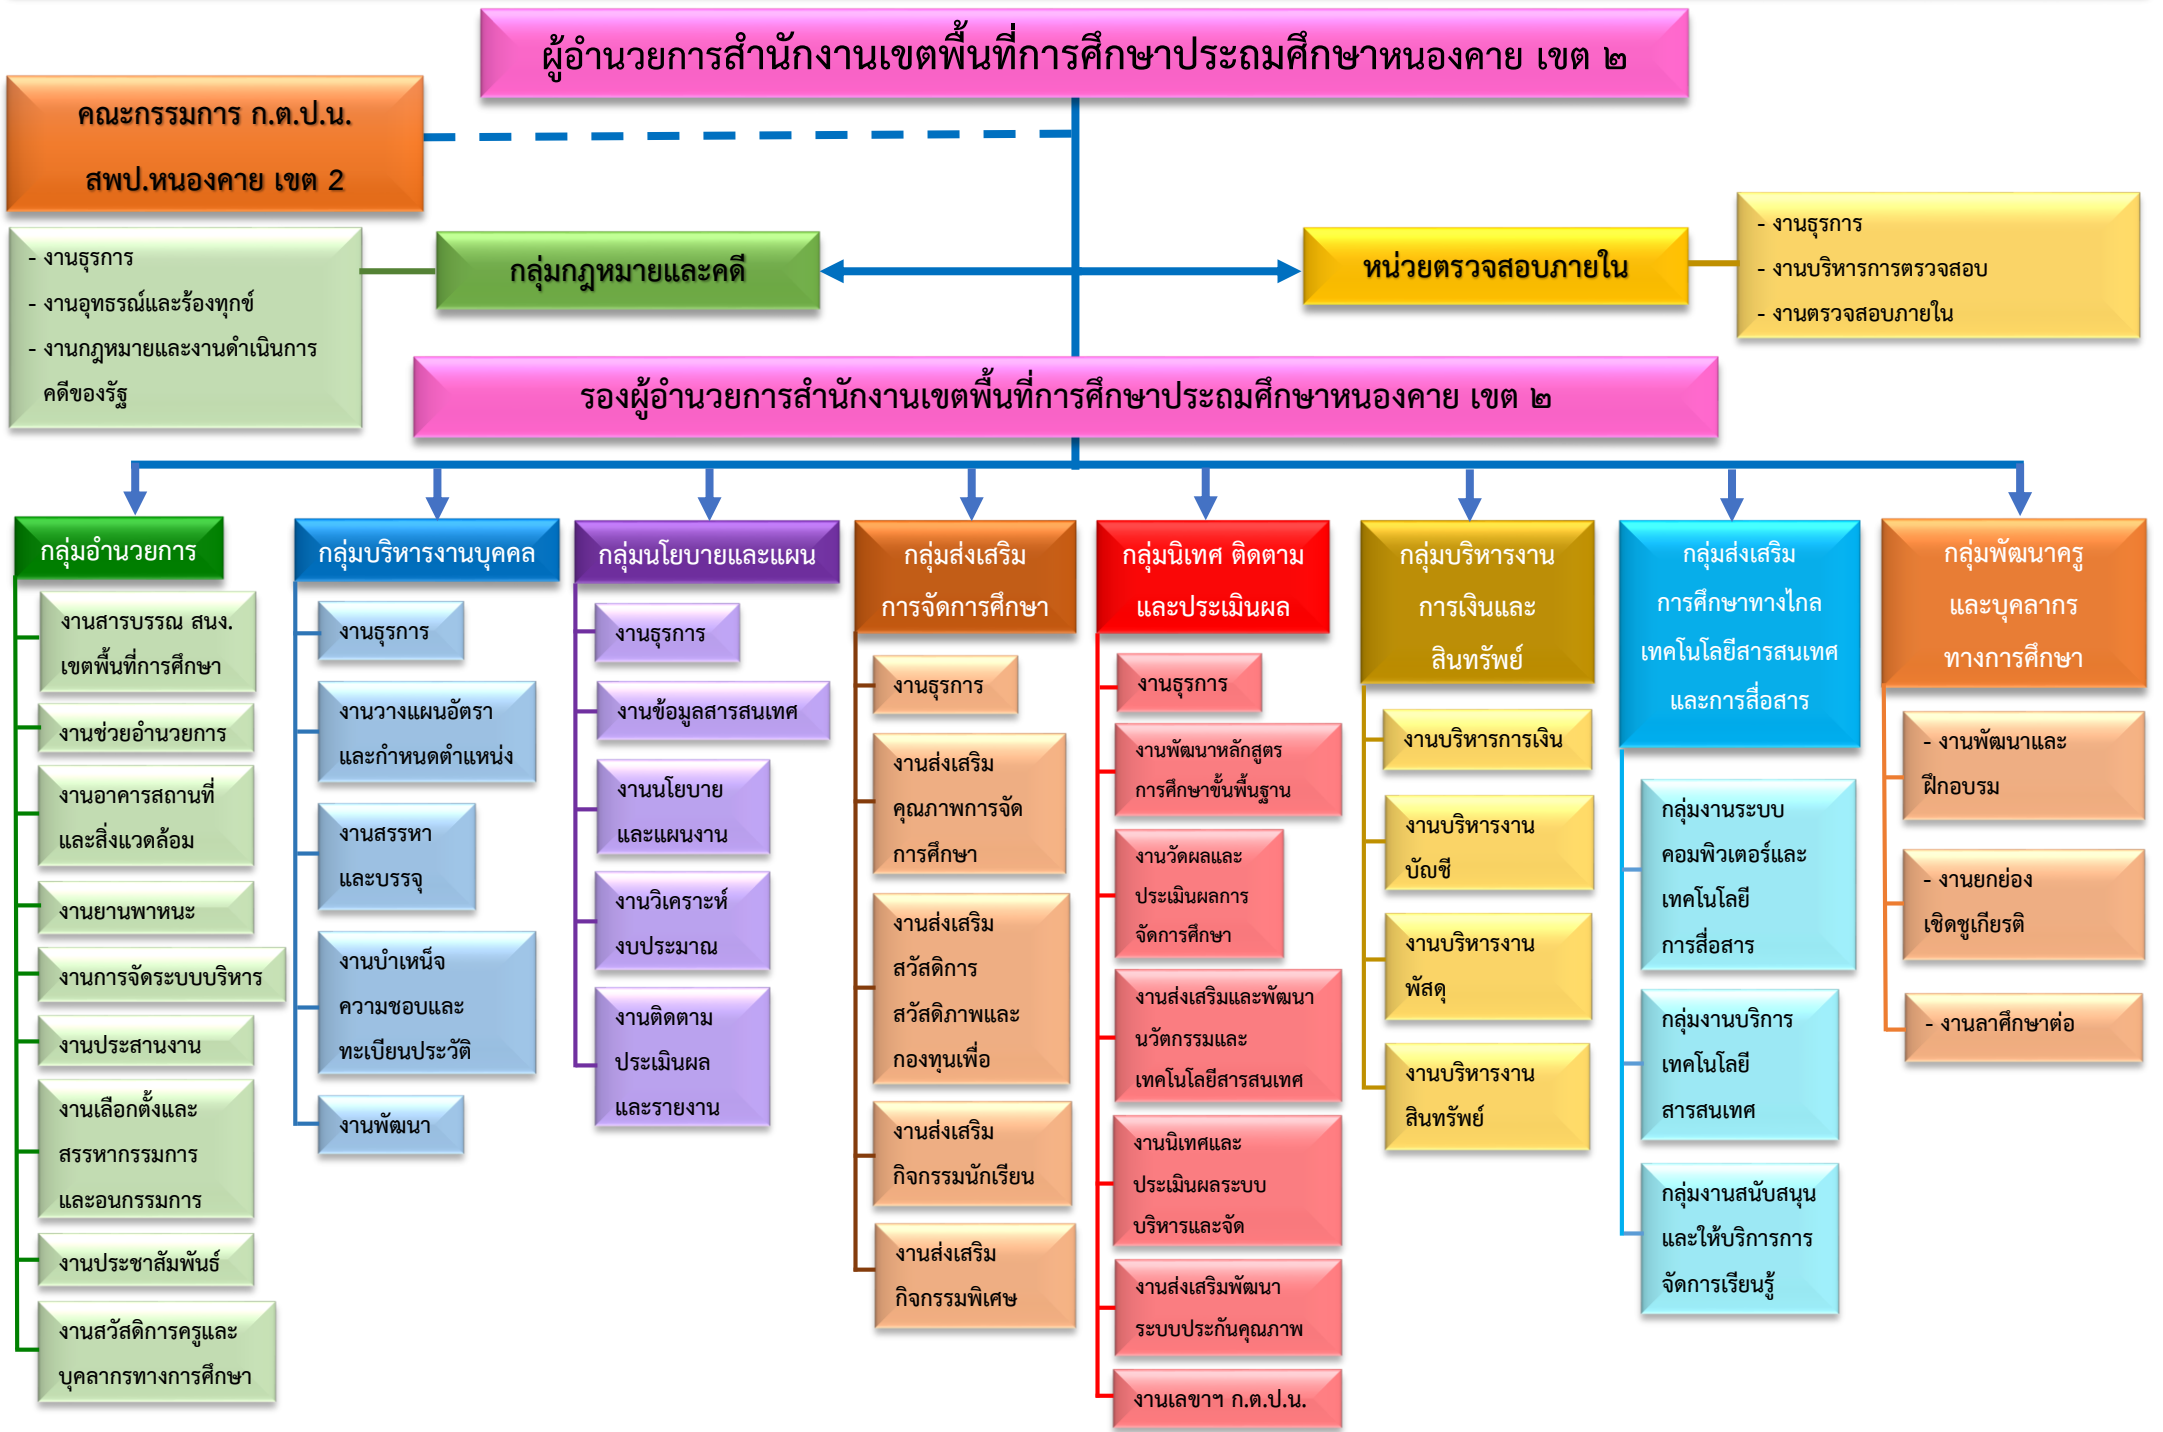 ผู้อำนวยการสำนักงานเขตพื้นที่การศึกษาประถมศึกษาหนองคาย เขต ๒
คณะกรรมการ ก.ต.ป.น.
สพป.หนองคาย เขต 2
- งานธุรการ
- งานอุทธรณ์และร้องทุกข์
- งานกฎหมายและงานดำเนินการ
คดีของรัฐ
กลุ่มกฎหมายและคดี
หน่วยตรวจสอบภายใน
- งานธุรการ
- งานบริหารการตรวจสอบ
- งานตรวจสอบภายใน
รองผู้อำนวยการสำนักงานเขตพื้นที่การศึกษาประถมศึกษาหนองคาย เขต ๒
กลุ่มอำนวยการ
งานสารบรรณ สนง.
เขตพื้นที่การศึกษา
งานช่วยอำนวยการ
งานอาคารสถานที่
และสิ่งแวดล้อม
งานยานพาหนะ
งานการจัดระบบบริหาร
งานประสานงาน
งานเลือกตั้งและ
สรรหากรรมการ
และอนกรรมการ
งานประชาสัมพันธ์
งานสวัสดิการครูและ
บุคลากรทางการศึกษา
กลุ่มบริหารงานบุคคล
งานธุรการ
งานวางแผนอัตรา
และกำหนดตำแหน่ง
งานสรรหา
และบรรจุ
งานบำเหน็จ
ความชอบและ
ทะเบียนประวัติ
งานพัฒนา
กลุ่มนโยบายและแผน
งานธุรการ
งานข้อมูลสารสนเทศ
งานนโยบาย
และแผนงาน
งานวิเคราะห์
งบประมาณ
งานติดตาม
ประเมินผล
และรายงาน
กลุ่มส่งเสริม
การจัดการศึกษา
งานธุรการ
งานส่งเสริม
คุณภาพการจัด
การศึกษา
งานส่งเสริม
สวัสดิการ
สวัสดิภาพและ
กองทุนเพื่อ
งานส่งเสริม
กิจกรรมนักเรียน
งานส่งเสริม
กิจกรรมพิเศษ
กลุ่มนิเทศ ติดตาม
และประเมินผล
งานธุรการ
งานพัฒนาหลักสูตร
การศึกษาขั้นพื้นฐาน
งานวัดผลและ
ประเมินผลการ
จัดการศึกษา
งานส่งเสริมและพัฒนา
นวัตกรรมและ
เทคโนโลยีสารสนเทศ
งานนิเทศและ
ประเมินผลระบบ
บริหารและจัด
งานส่งเสริมพัฒนา
ระบบประกันคุณภาพ
งานเลขาฯ ก.ต.ป.น.
กลุ่มบริหารงาน
การเงินและ
สินทรัพย์
งานบริหารการเงิน
งานบริหารงาน
บัญชี
งานบริหารงาน
พัสดุ
งานบริหารงาน
สินทรัพย์
กลุ่มส่งเสริม
การศึกษาทางไกล
เทคโนโลยีสารสนเทศ
และการสื่อสาร
กลุ่มงานระบบ
คอมพิวเตอร์และ
เทคโนโลยี
การสื่อสาร
กลุ่มงานบริการ
เทคโนโลยี
สารสนเทศ
กลุ่มงานสนับสนุน
และให้บริการการ
จัดการเรียนรู้
กลุ่มพัฒนาครู
และบุคลากร
ทางการศึกษา
- งานพัฒนาและ
ฝึกอบรม
- งานยกย่อง
เชิดชูเกียรติ
- งานลาศึกษาต่อ